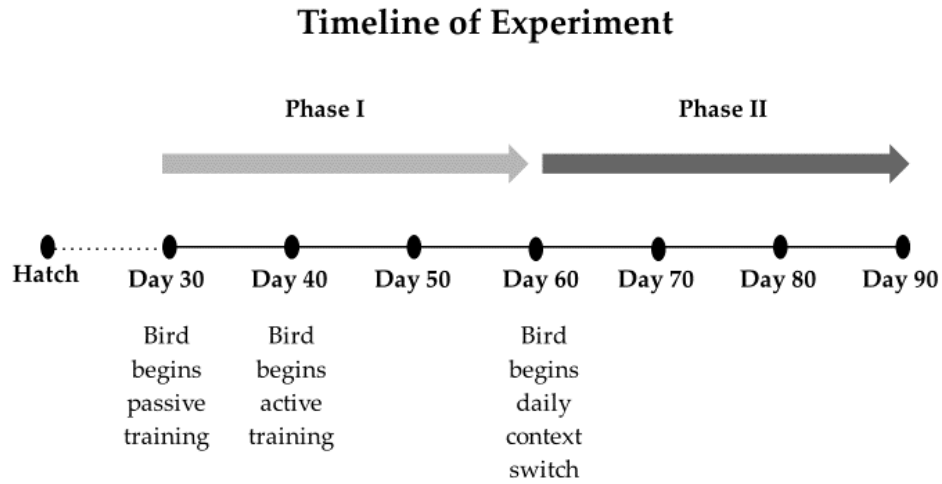 Timeline of Experiment
Phase I
Phase II
Hatch
Day 30
Day 40
Day 50
Day 60
Day 70
Day 80
Day 90
Bird
begins
passive
training
Bird
begins
active
training
Bird
begins
daily
context
switch